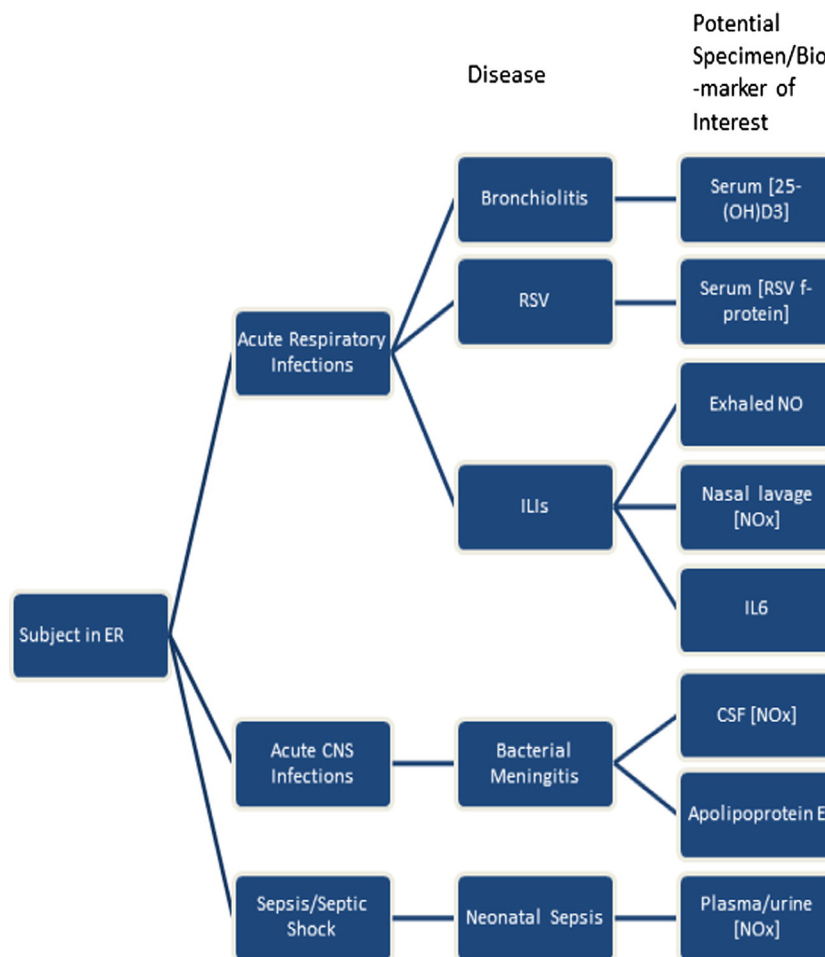 Disease
Potential
Specimen/Bio
-marker of
Interest
Bronchiolitis
Serum [25-
(OH)D3]
RSV
Serum [RSV f-
protein]
Acute Respiratory
Infections
Exhaled NO
ILIs
Nasal lavage
[NOx]
IL6
Subject in ER
CSF [NOx]
Acute CNS
Infections
Bacterial
Meningitis
Apolipoprotein E
Sepsis/Septic
Shock
Neonatal Sepsis
Plasma/urine
[NOx]